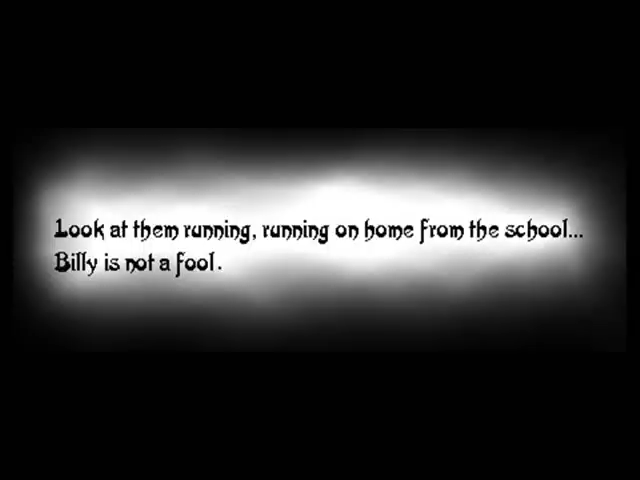 Look at them running, running on home from the school...
Billy is not a fool.